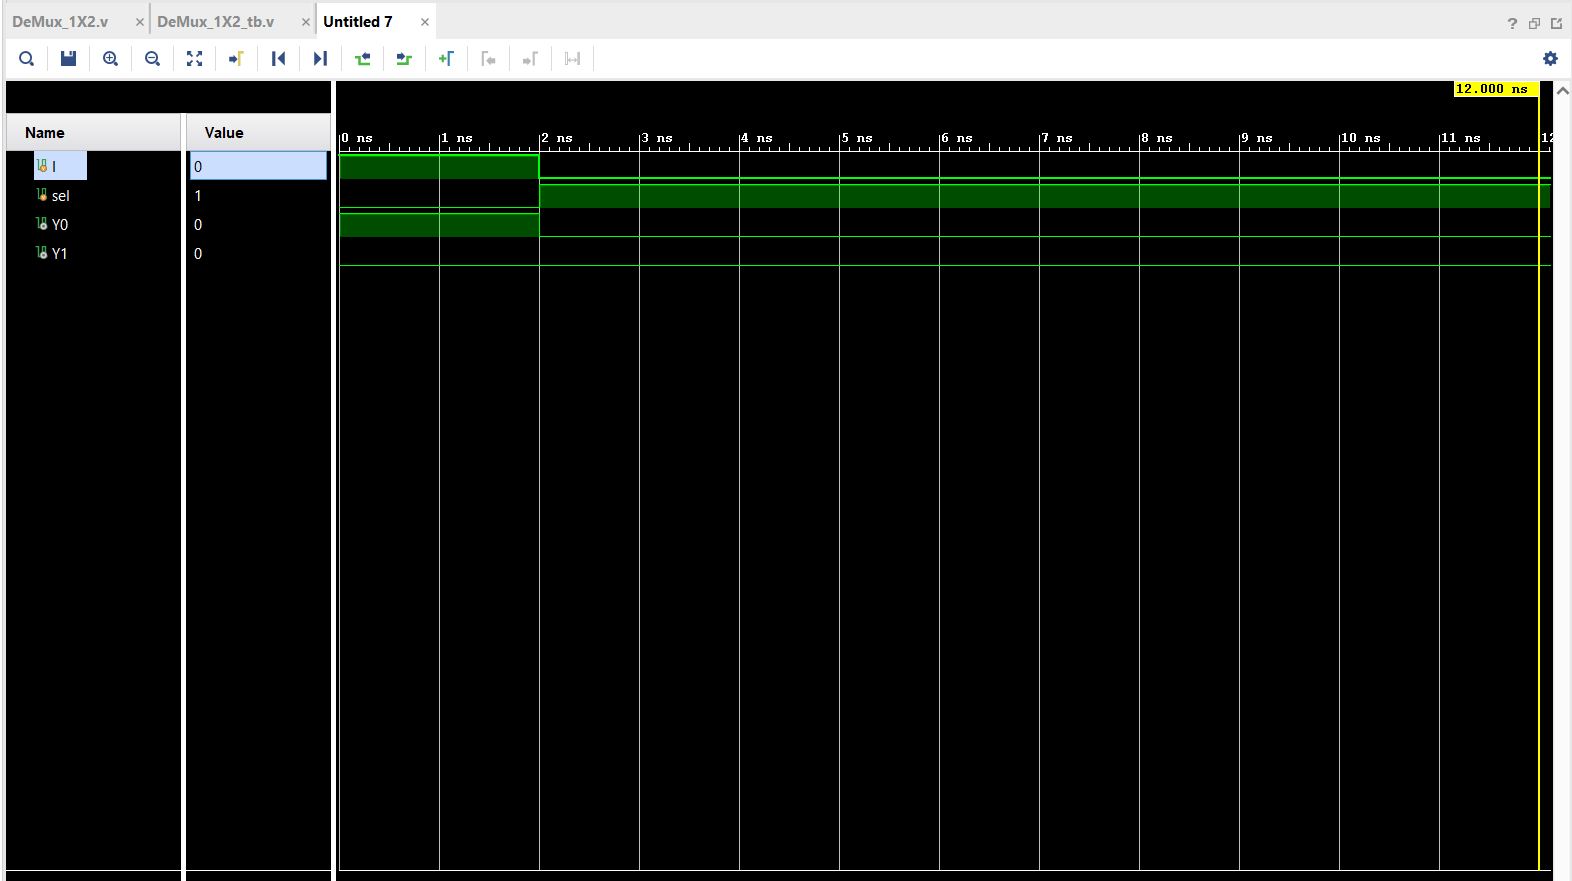 DeMux_1X2.v × DeMux_1X2_tb.v × Untitled 7 ×
?
12.000 ns
Name Value
0 ns 1 ns 2 ns 3 ns 4 ns 5 ns 6 ns 7 ns 8 ns 9 ns 10 ns 11 ns 12
I 0
sel 1
Y0 0
Y1 0